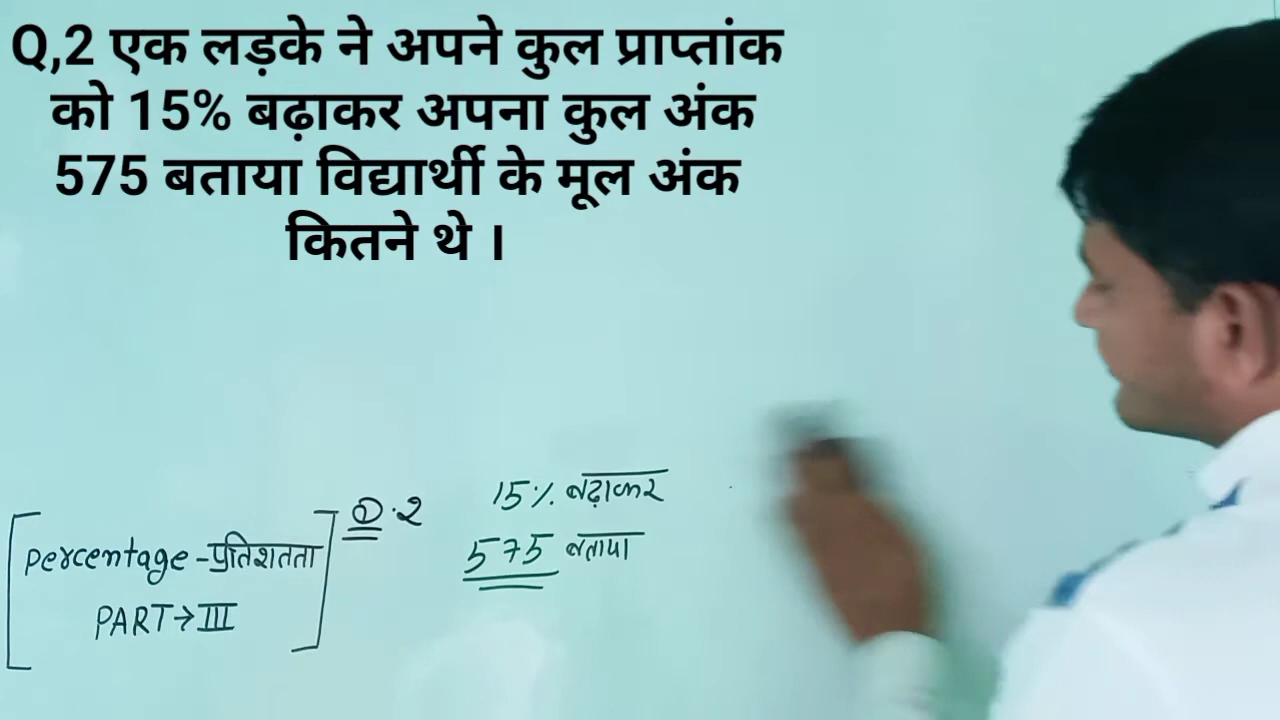 Q,2 एक लड़के ने अपने कुल प्राप्तांक
को 15% बढ़ाकर अपना कुल अंक
575 बताया विद्यार्थी के मूल अंक
कितने थे ।
Percentage - प्रतिशतता
PART→III
Q.2
15% बढ़ाकर
575 बताया